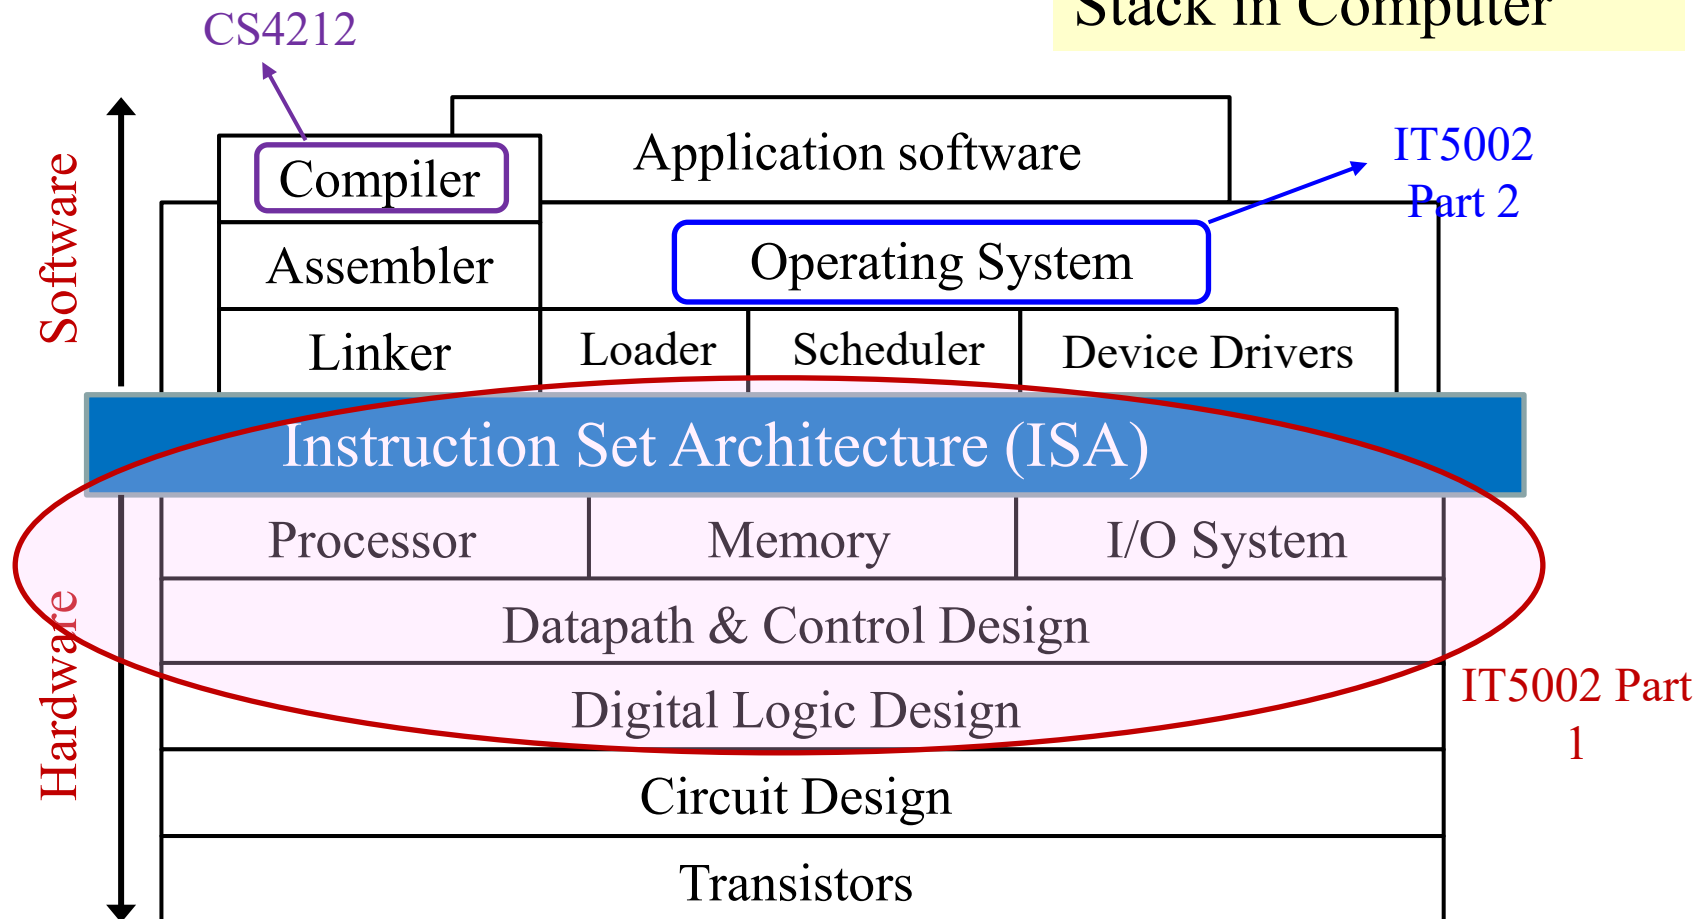 Stack in Computer
CS4212
Application software
IT5002
Part 2
Compiler
Software
Assembler
Operating System
Linker
Loader
Scheduler
Device Drivers
Instruction Set Architecture (ISA)
Processor
Memory
I/O System
Hardware
Datapath & Control Design
Digital Logic Design
IT5002 Part
1
Circuit Design
Transistors